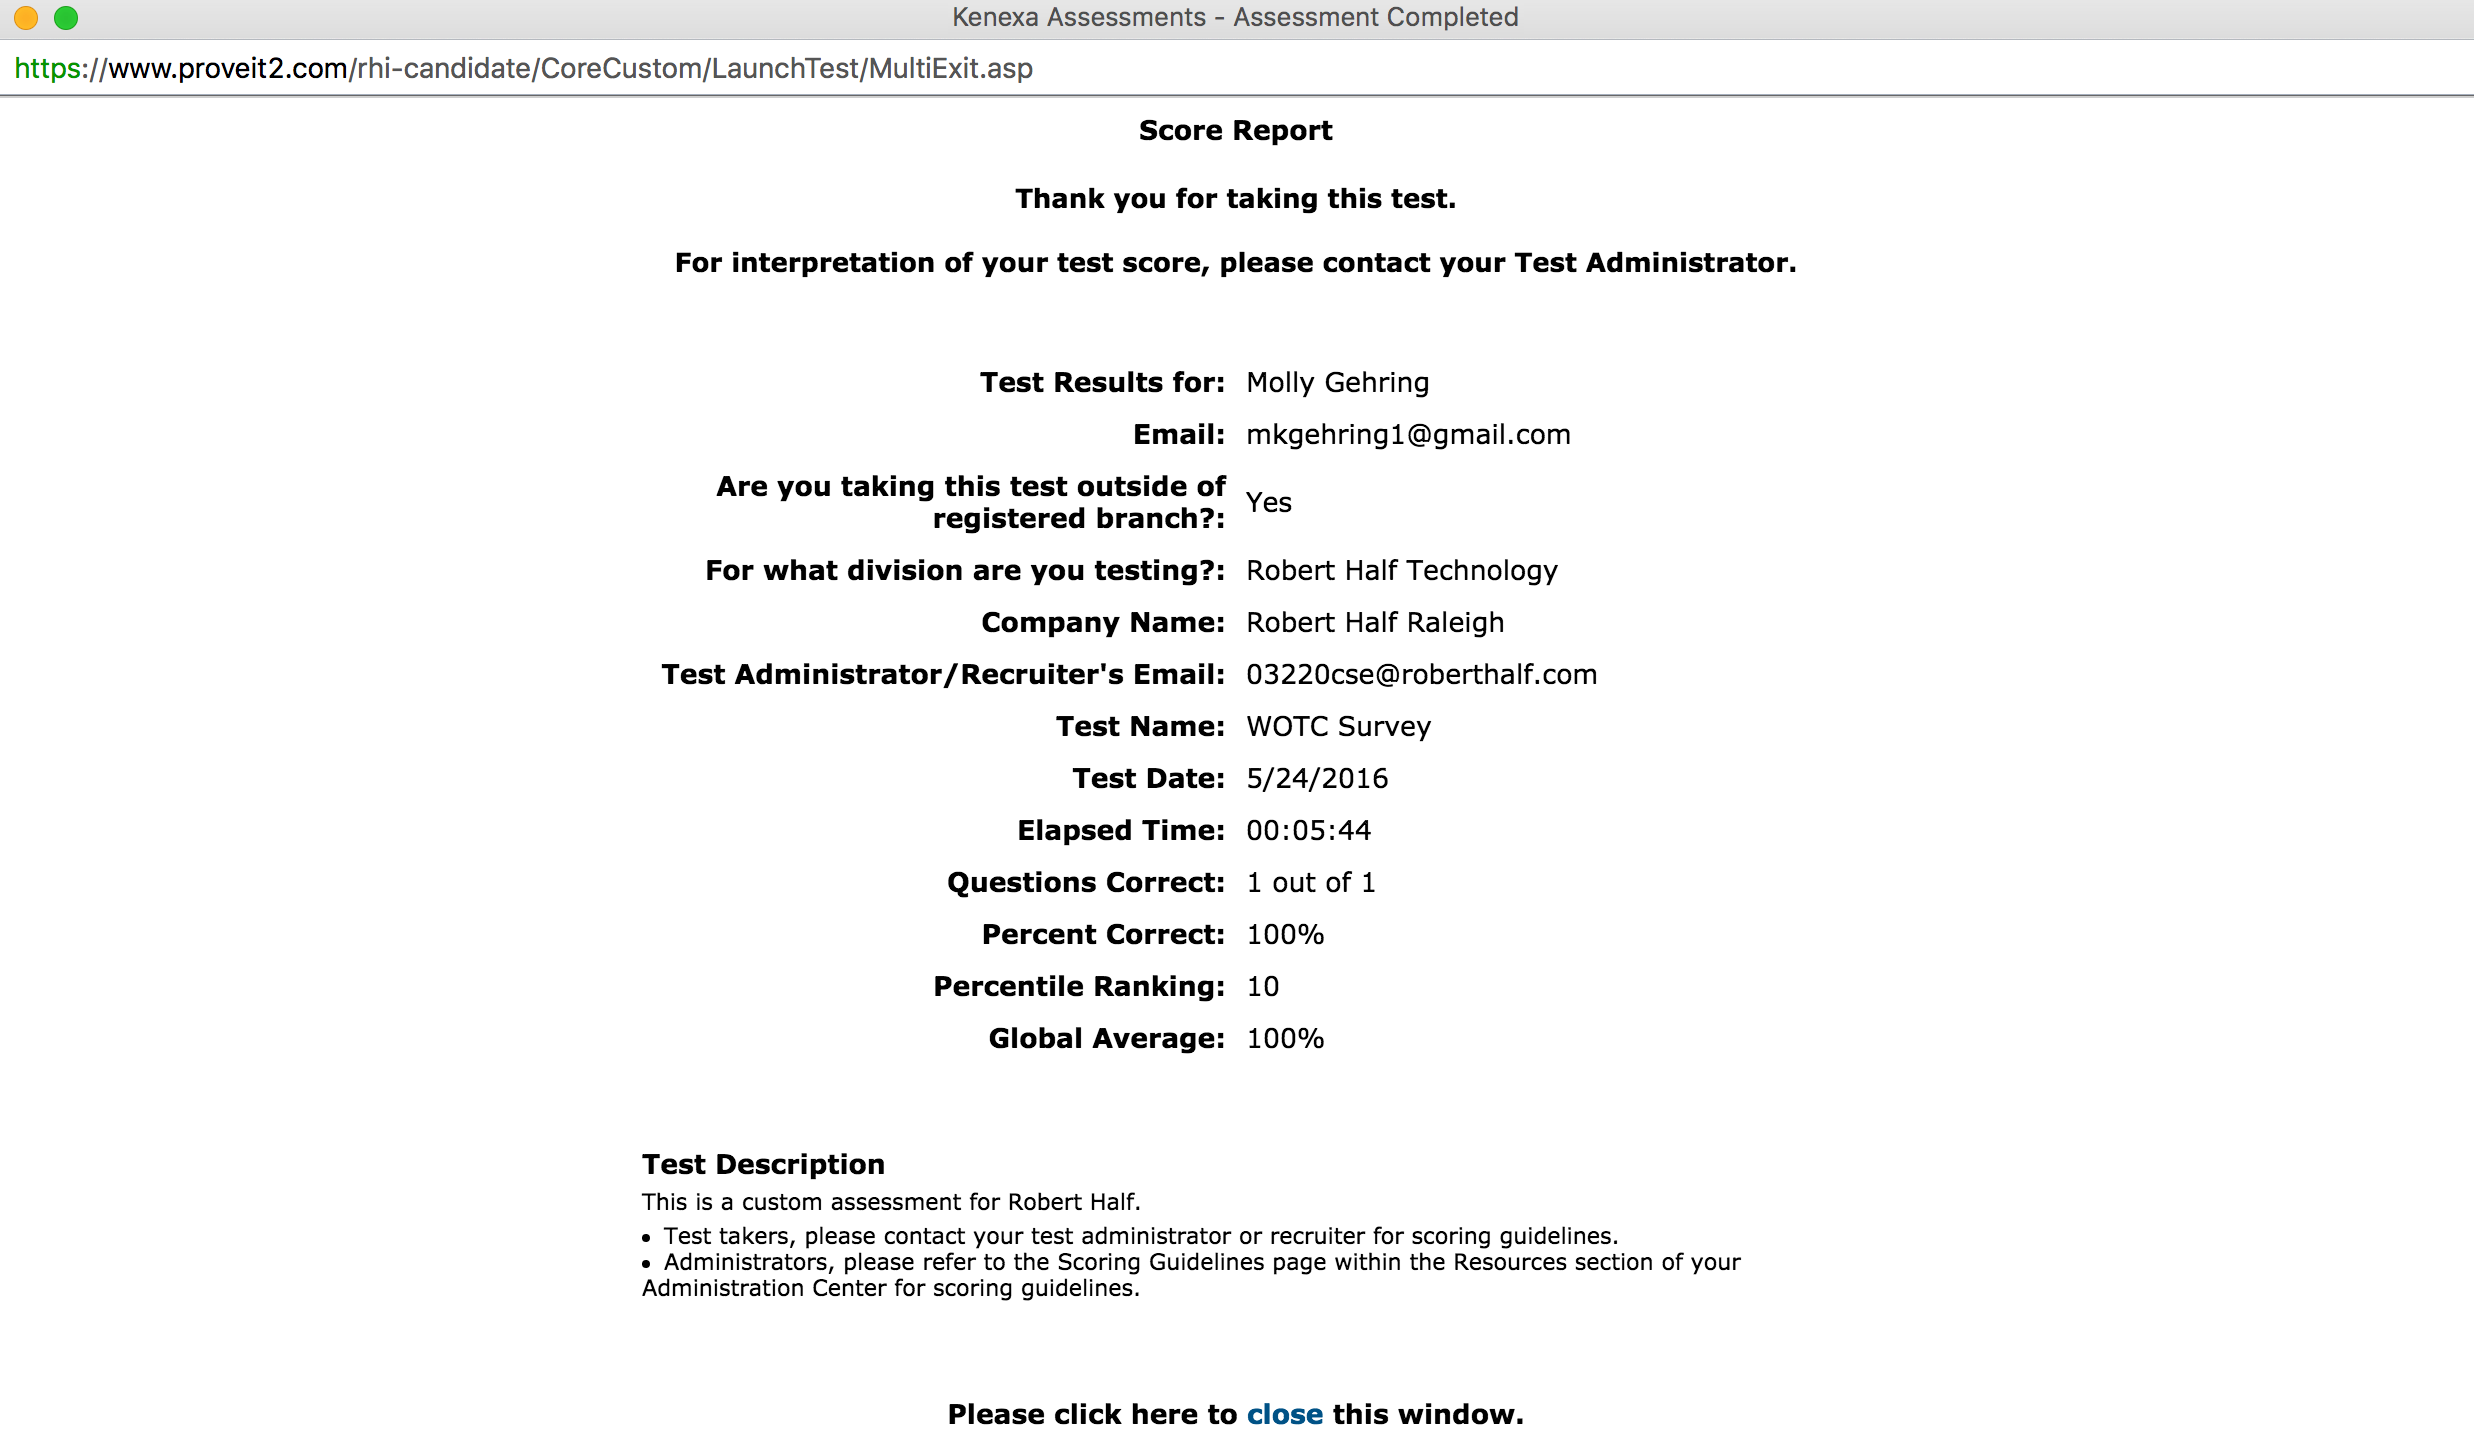 Kenexa Assessments - Assessment Completed
https://www.proveit2.com/rhi-candidate/CoreCustom/LaunchTest/MultiExit.asp
Score Report
Thank you for taking this test.
For interpretation of your test score, please contact your Test Administrator.
Test Results for: Molly Gehring
Email: mkgehring1@gmail.com
Are you taking this test outside of
registered branch?: Yes
For what division are you testing?: Robert Half Technology
Company Name: Robert Half Raleigh
Test Administrator/Recruiter's Email: 03220cse@roberthalf.com
Test Name: WOTC Survey
Test Date: 5/24/2016
Elapsed Time: 00:05:44
Questions Correct: 1 out of 1
Percent Correct: 100%
Percentile Ranking: 10
Global Average: 100%
Test Description
This is a custom assessment for Robert Half.
• Test takers, please contact your test administrator or recruiter for scoring guidelines.
• Administrators, please refer to the Scoring Guidelines page within the Resources section of your
Administration Center for scoring guidelines.
Please click here to close this window.